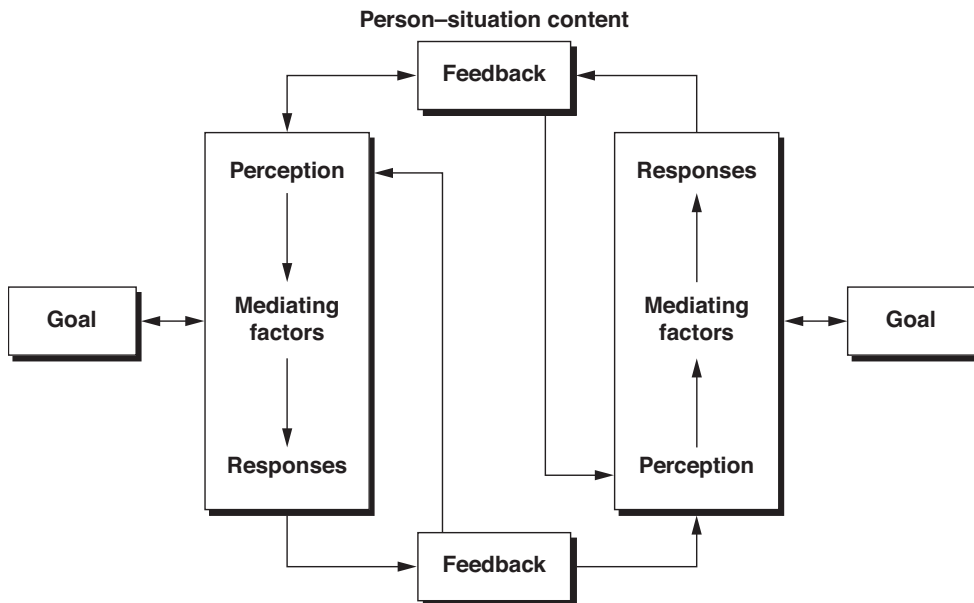 Person–situation content
Feedback
Perception
Responses
Goal
Mediating
factors
Mediating
factors
Goal
Responses
Perception
Feedback